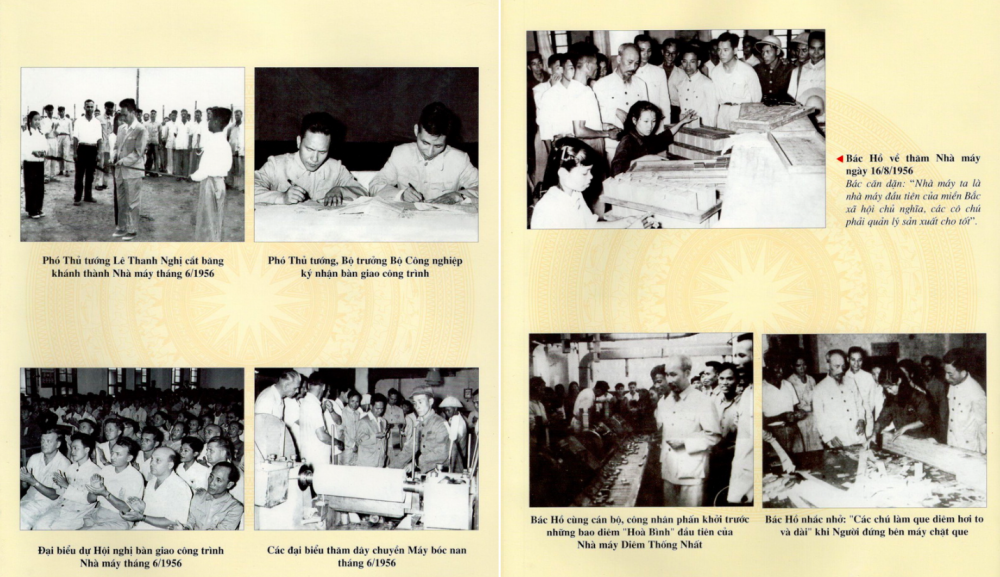 Phó Thủ tướng Lê Thanh Nghị cắt băng
khánh thành Nhà máy tháng 6/1956
Phó Thủ tướng, Bộ trưởng Bộ Công nghiệp
ký nhận bàn giao công trình
Đại biểu dự Hội nghị bàn giao công trình
Nhà máy tháng 6/1956
Các đại biểu thăm dây chuyền Máy bóc nan
tháng 6/1956
Bác Hồ về thăm Nhà máy
ngày 16/8/1956
Bác căn dặn: “Nhà máy ta là
nhà máy đầu tiên của miền Bắc
xã hội chủ nghĩa, các cô chú
phải quản lý sản xuất cho tốt”.
Bác Hồ cùng cán bộ, công nhân phấn khởi trước
những bao diêm "Hoà Bình" đầu tiên của
Nhà máy Diêm Thống Nhất
Bác Hồ nhắc nhở: "Các chú làm que diêm hơi to
và dài" khi Người đứng bên máy chặt que